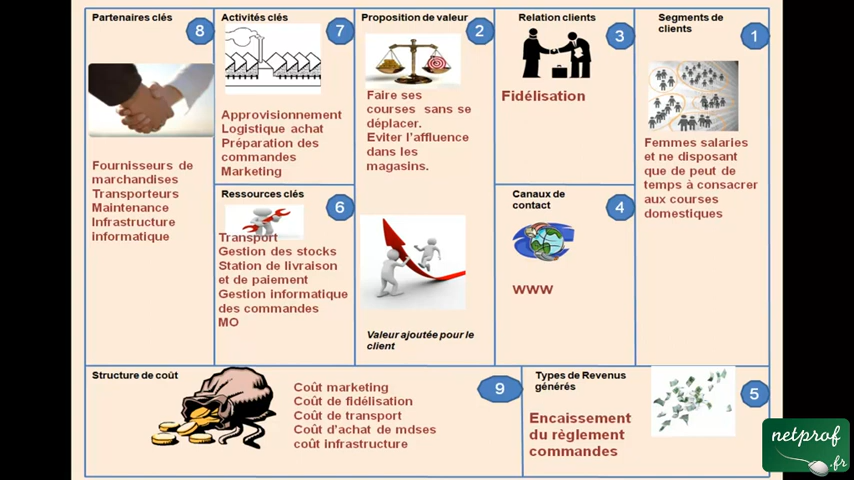 Partenaires clés
8
Fournisseurs de
marchandises
Transporteurs
Maintenance
Infrastructure
informatique
Activités clés
7
Approvisionnement
Logistique achat
Préparation des
commandes
Marketing
Ressources clés
6
Transport
Gestion des stocks
Station de livraison
et de paiement
Gestion informatique
des commandes
MO
Proposition de valeur
2
Faire ses
courses sans se
déplacer.
Eviter l'affluence
dans les
magasins.
Valeur ajoutée pour le
client
Relation clients
3
Fidélisation
Canaux de
contact
4
www
Segments de
clients
1
Femmes salaries
et ne disposant
que de peut de
temps à consacrer
aux courses
domestiques
Structure de coût
9
Coût marketing
Coût de fidélisation
Coût de transport
Coût d'achat de mdses
coût infrastructure
Types de Revenus
générés
5
Encaissement
du règlement
commandes
netprof
.fr